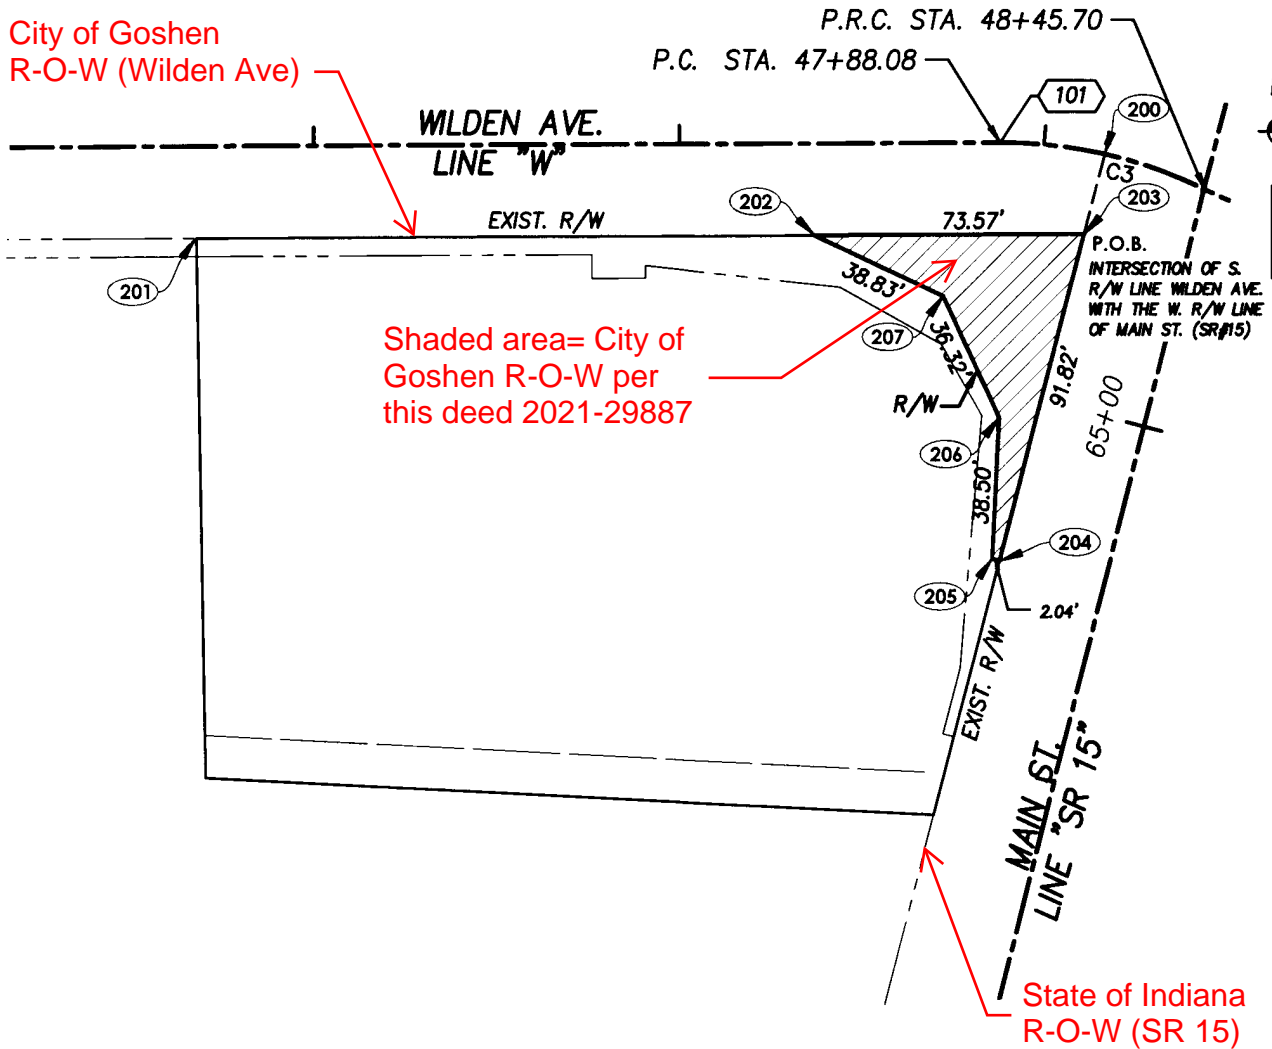 City of Goshen
R-O-W (Wilden Ave)
P.R.C. STA. 48+45.70
P.C. STA. 47+88.08
101
200
WILDEN AVE.
LINE "W"
C3
202
EXIST. R/W
73.57'
203
P.O.B.
INTERSECTION OF S.
R/W LINE WILDEN AVE.
WITH THE W. R/W LINE
OF MAIN ST. (SR#15)
201
38.83'
207
36.32'
Shaded area= City of
Goshen R-O-W per
this deed 2021-29887
R/W
91.82'
65+00
206
38.50'
204
205
2.04'
EXIST. R/W
MAIN ST.
LINE "SR 15"
State of Indiana
R-O-W (SR 15)